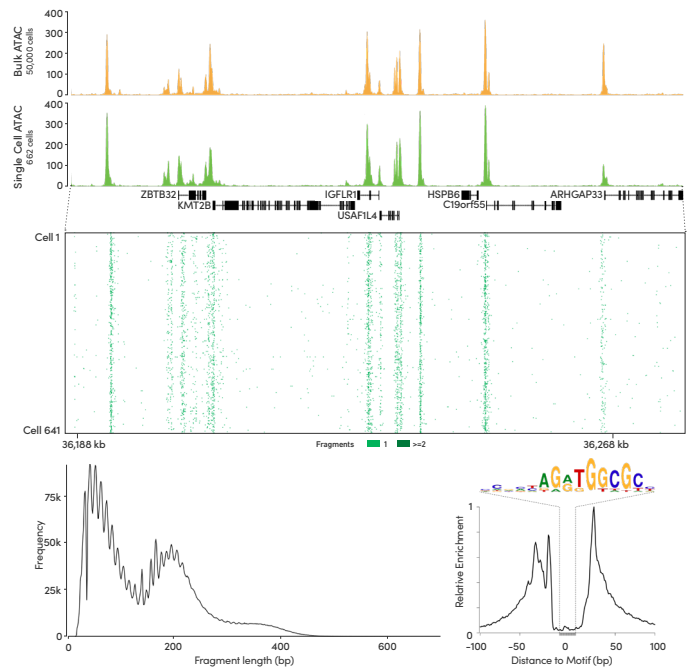 Bulk ATAC
50,000 cells
400
300
200
100
0
Single Cell ATAC
662 cells
400
300
200
100
0
ZBTB32
IGFLR1
HSPB6
ARHGAP33
KMT2B
C19orf55
USAF1L4
Cell 1
Cell 641
36,188 kb
Fragments 1 >=2
36,268 kb
Frequency
75k
50k
25k
0
0 200 400 600
Fragment length (bp)
AGATGGCGC
Relative Enrichment
1
0
-100 -50 0 50 100
Distance to Motif (bp)